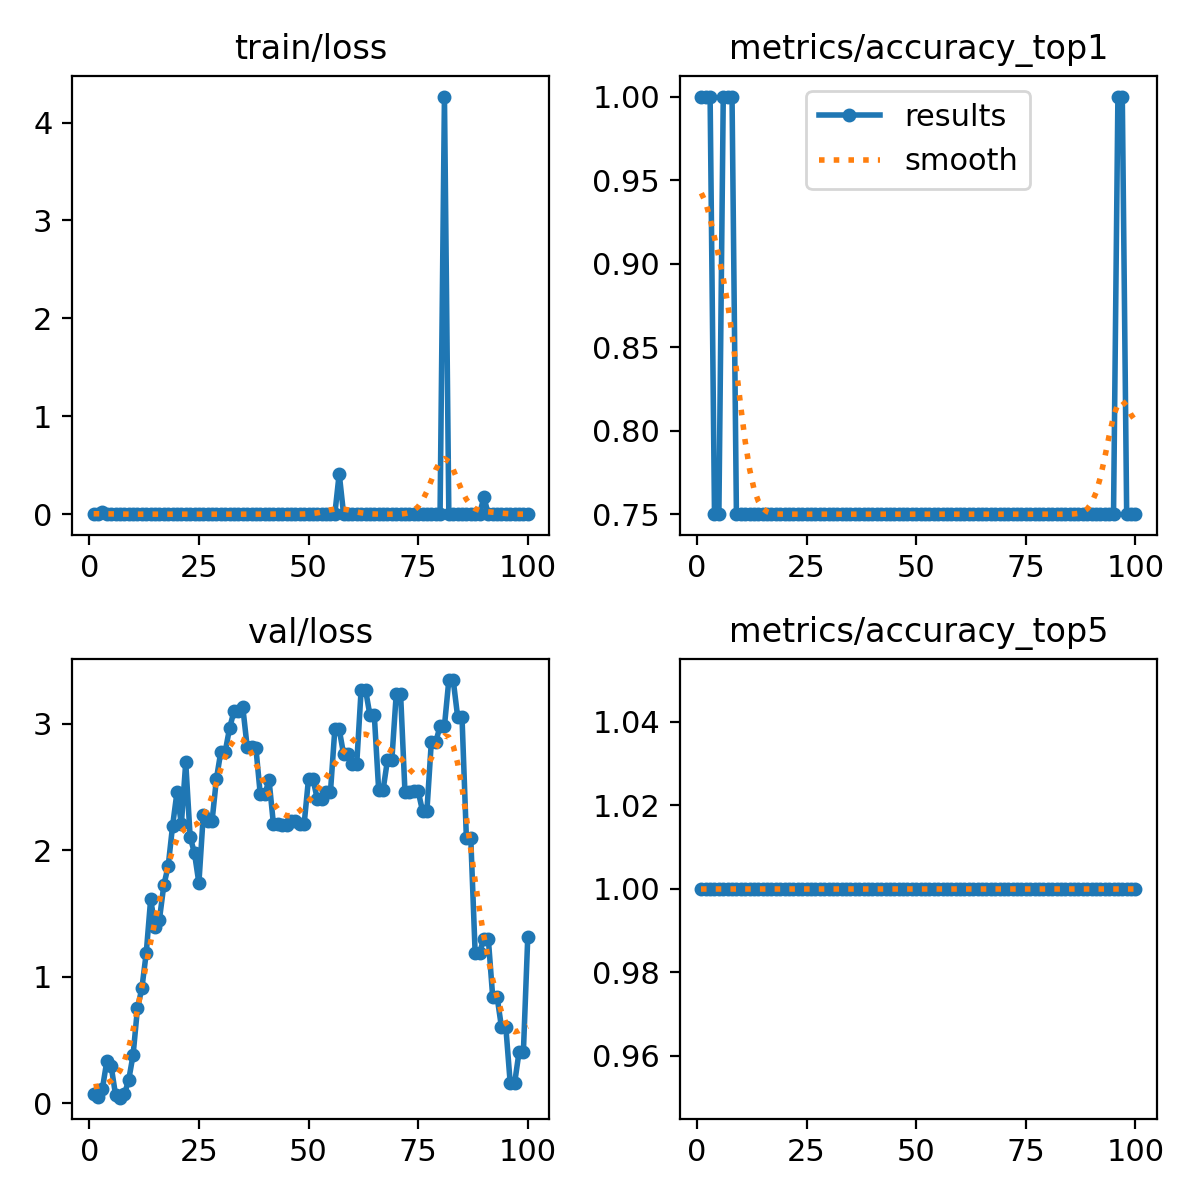 train/loss
4
3
2
1
0
0 25 50 75 100
metrics/accuracy_top1
results
smooth
1.00
0.95
0.90
0.85
0.80
0.75
0 25 50 75 100
val/loss
3
2
1
0
0 25 50 75 100
metrics/accuracy_top5
1.04
1.02
1.00
0.98
0.96
0 25 50 75 100